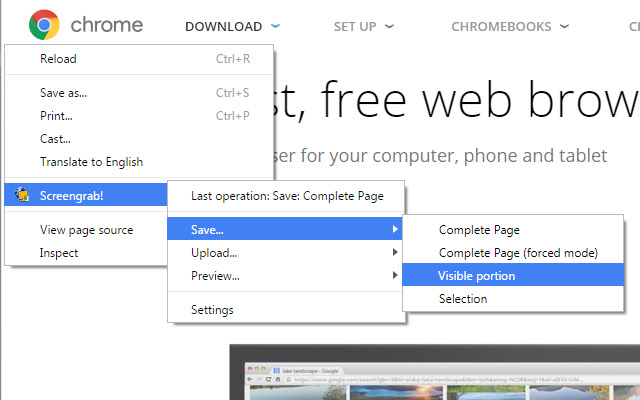 chrome DOWNLOAD SET UP CHROMEBOOKS
Reload Ctrl+R
Save as... Ctrl+S
Print... Ctrl+P
Cast...
Translate to English
Screengrab!
View page source
Inspect
st, free web brow
ser for your computer, phone and tablet
Last operation: Save: Complete Page
Save...
Upload...
Preview...
Settings
Complete Page
Complete Page (forced mode)
Visible portion
Selection
lake landscape - Google